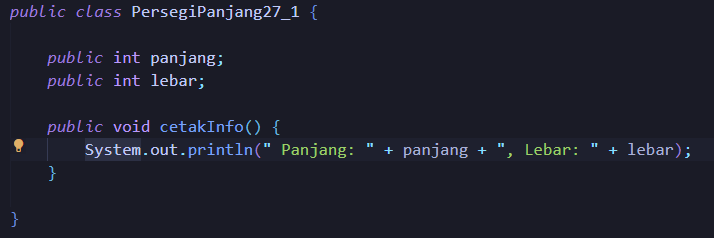 public class PersegiPanjang27_1 {
public int panjang;
public int lebar;
public void cetakInfo() {
System.out.println(" Panjang: " + panjang + ", Lebar: " + lebar);
}
}